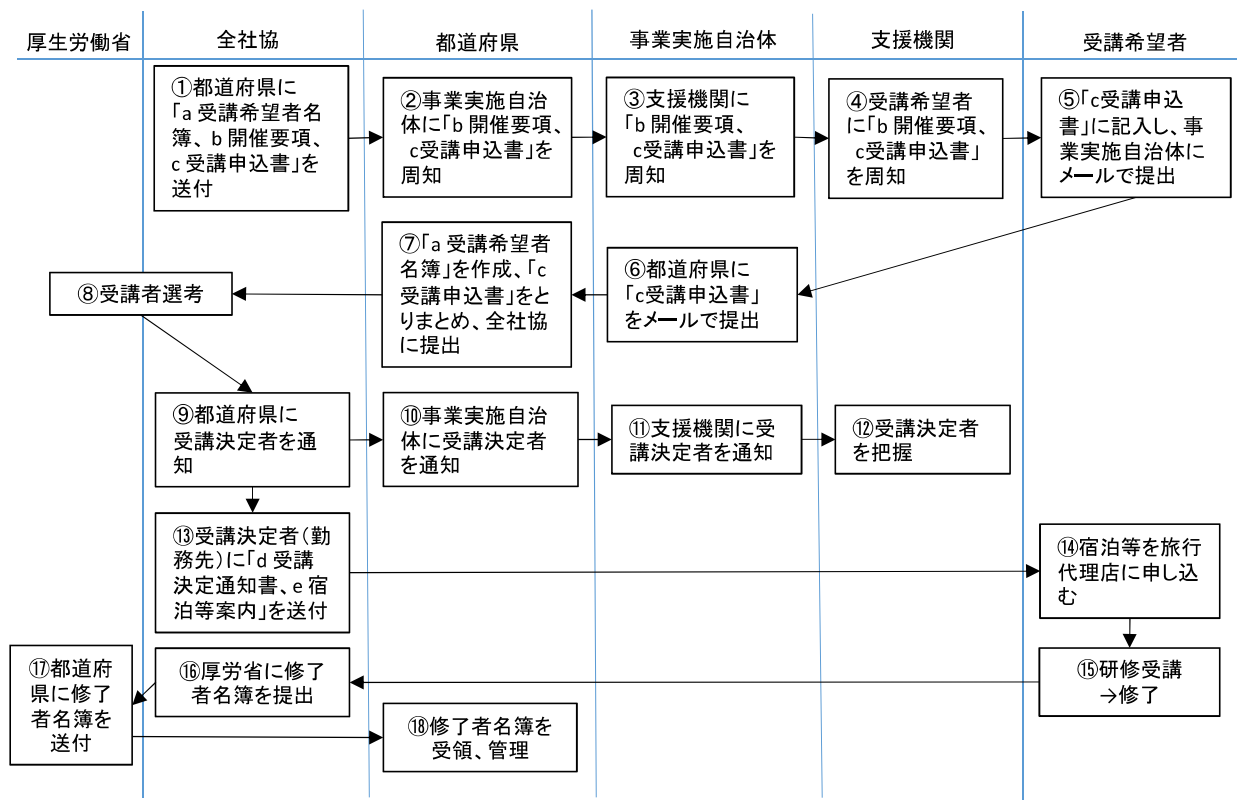 厚生労働省
全社協
都道府県
事業実施自治体
支援機関
受講希望者
①都道府県に
「a 受講希望者名
簿、b 開催要項、
c 受講申込書」を
送付
②事業実施自治
体に「b 開催要項、
c受講申込書」を
周知
③支援機関に
「b 開催要項、
c受講申込書」を
周知
④受講希望者
に「b 開催要項、
c受講申込書」
を周知
⑤「c受講申込
書」に記入し、事
業実施自治体に
メールで提出
⑥都道府県に
「c受講申込書」
をメールで提出
⑦「a 受講希望者
名簿」を作成、「c
受講申込書」をと
りまとめ、全社協
に提出
⑧受講者選考
⑨都道府県に
受講決定者を通
知
⑩事業実施自治
体に受講決定者
を通知
⑪支援機関に受
講決定者を通知
⑫受講決定者
を把握
⑬受講決定者（勤
務先）に「d 受講
決定通知書、e 宿
泊等案内」を送付
⑭宿泊等を旅行
代理店に申し込
む
⑮研修受講
→修了
⑯厚労省に修了
者名簿を提出
⑰都道府
県に修了
者名簿を
送付
⑱修了者名簿を
受領、管理